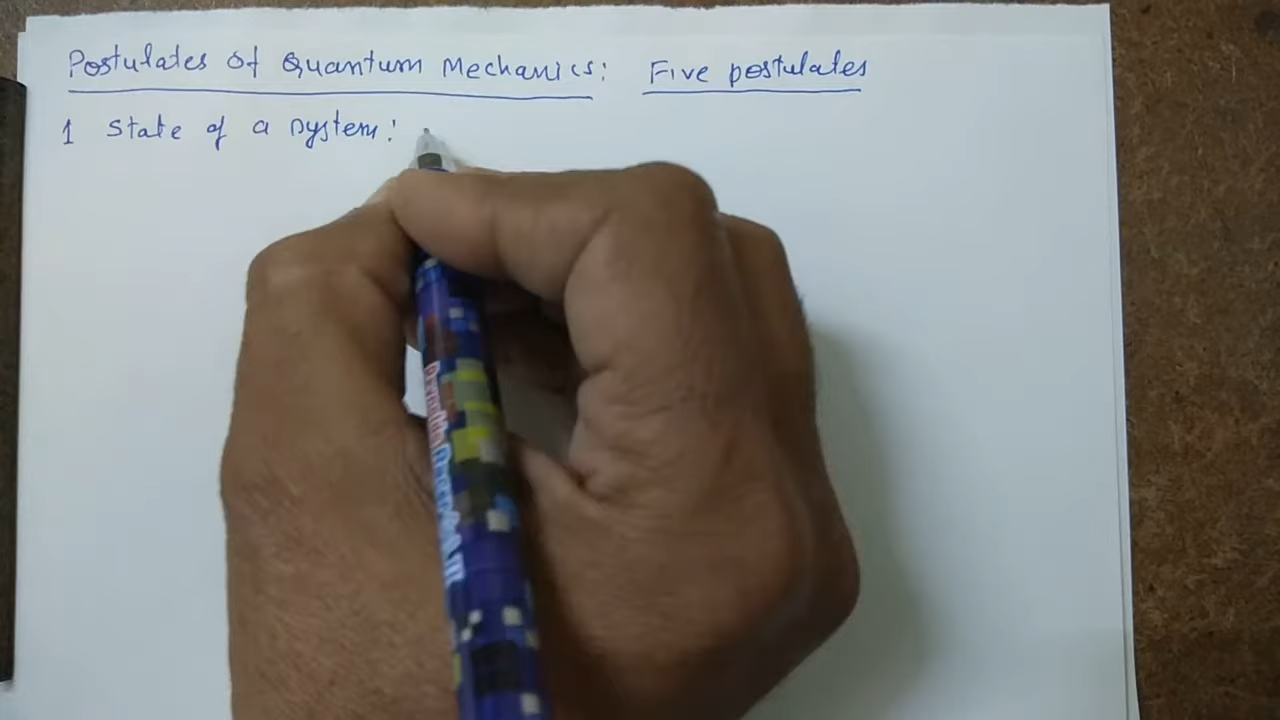 Postulates of Quantum Mechanics: Five postulates
1 State of a system: